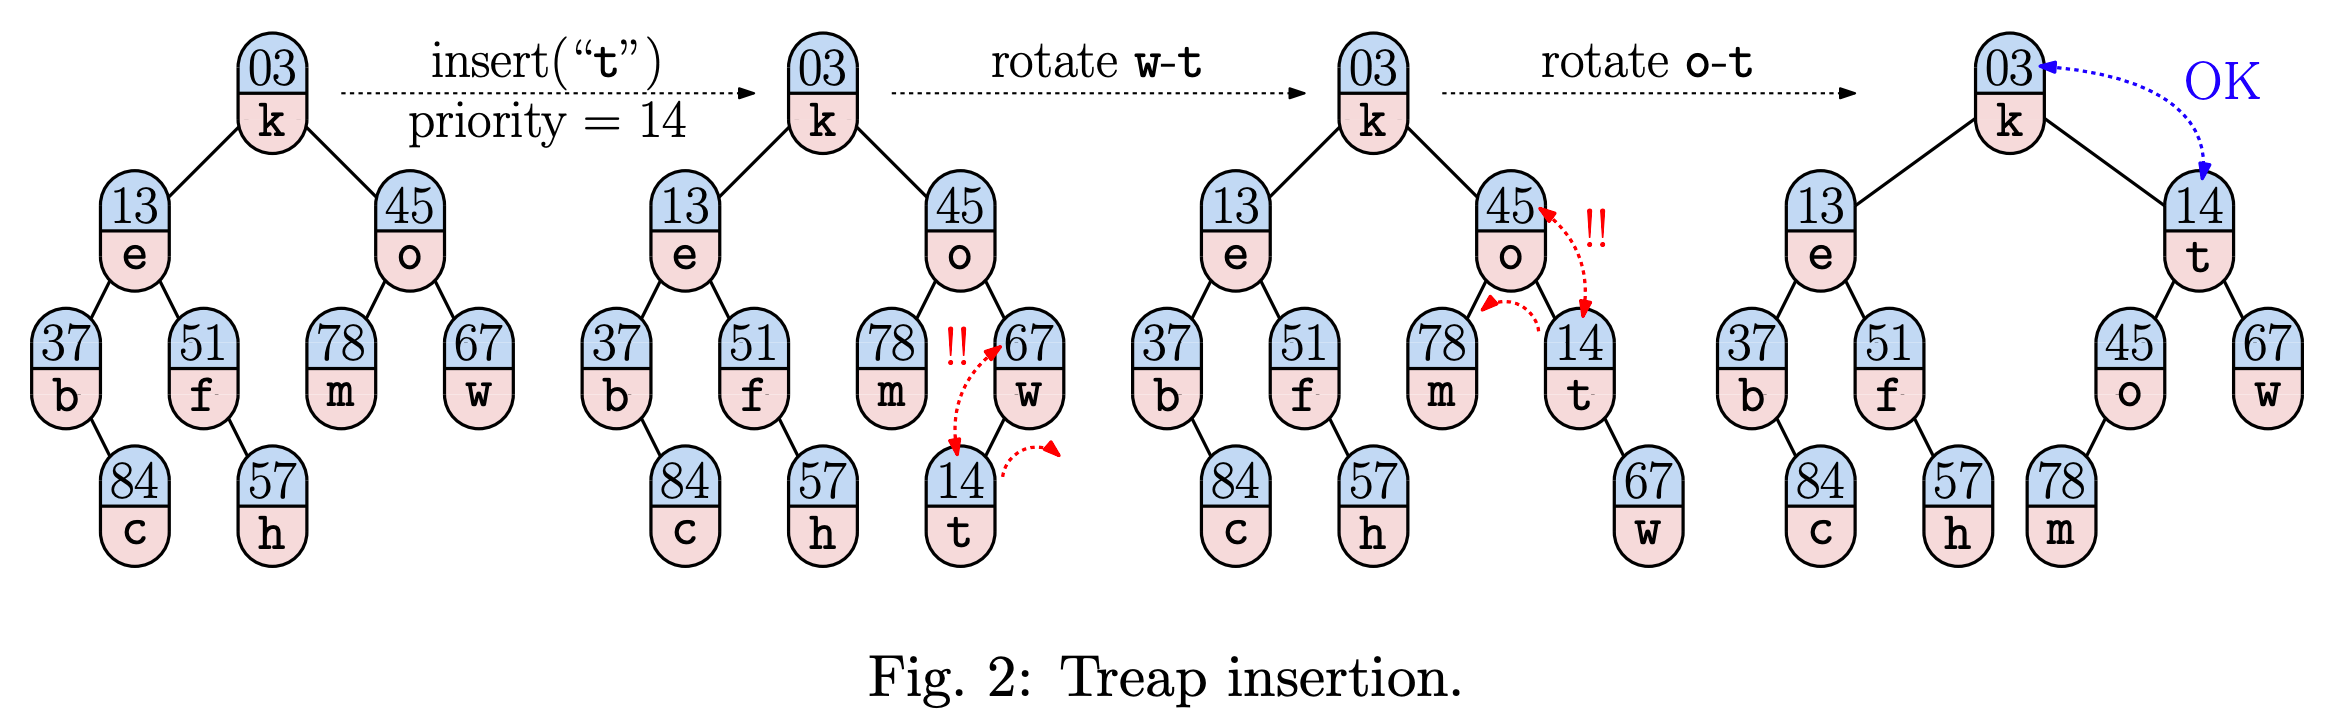 03 k
13 e
45 o
37 b
51 f
78 m
67 w
84 c
57 h
insert(“t”)
priority = 14
03 k
13 e
45 o
37 b
51 f
78 m
!!
67 w
84 c
57 h
14 t
rotate w-t
03 k
13 e
45 o
!!
37 b
51 f
78 m
14 t
84 c
57 h
67 w
rotate o-t
03 k
OK
13 e
14 t
37 b
51 f
45 o
67 w
84 c
57 h
78 m
Fig. 2: Treap insertion.